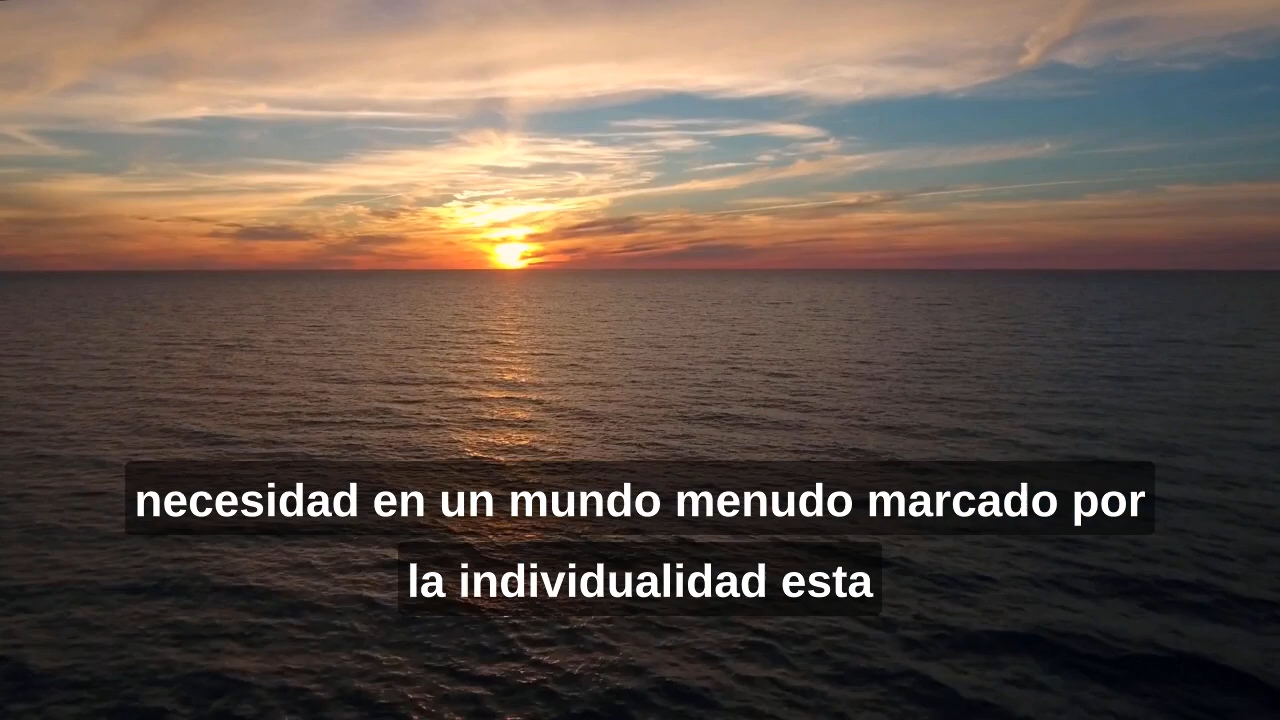 necesidad en un mundo menudo marcado por
la individualidad esta